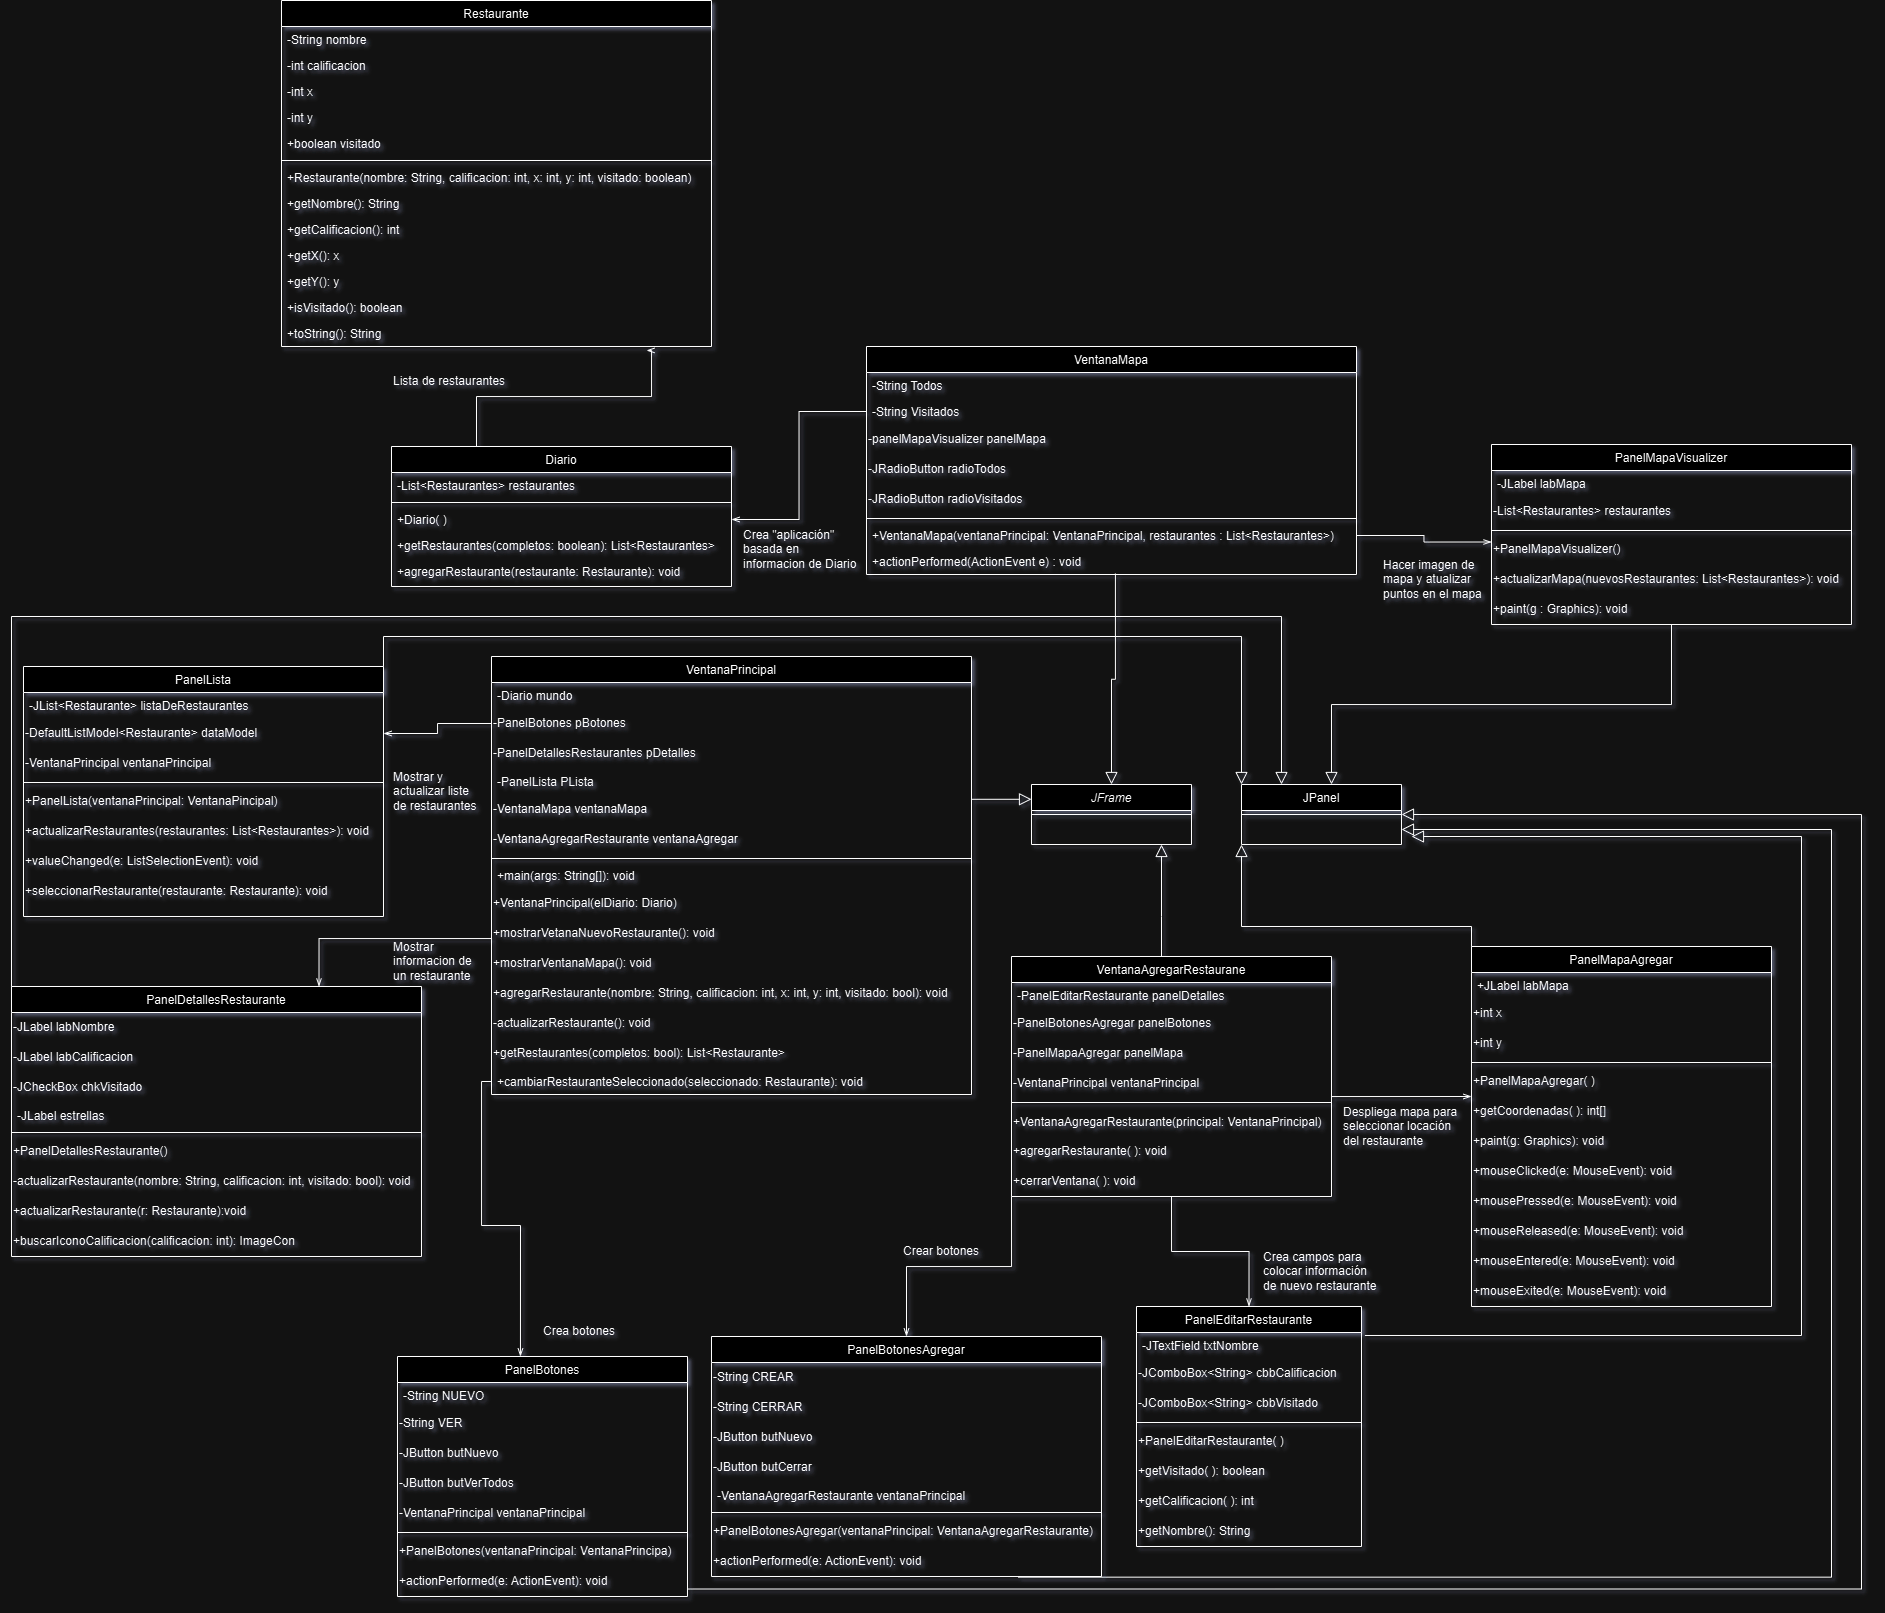 Restaurante
-String nombre
-int calificacion
-int x
-int y
+boolean visitado
+Restaurante(nombre: String, calificacion: int, x: int, y: int, visitado: boolean)
+getNombre(): String
+getCalificacion(): int
+getX(): x
+getY(): y
+isVisitado(): boolean
+toString(): String
Lista de restaurantes
Diario
-List<Restaurantes> restaurantes
+Diario( )
+getRestaurantes(completos: boolean): List<Restaurantes>
+agregarRestaurante(restaurante: Restaurante): void
Crea "aplicación"
basada en
informacion de Diario
VentanaMapa
-String Todos
-String Visitados
-panelMapaVisualizer panelMapa
-JRadioButton radioTodos
-JRadioButton radioVisitados
+VentanaMapa(ventanaPrincipal: VentanaPrincipal, restaurantes : List<Restaurantes>)
+actionPerformed(ActionEvent e) : void
Hacer imagen de
mapa y atualizar
puntos en el mapa
PanelMapaVisualizer
-JLabel labMapa
-List<Restaurantes> restaurantes
+PanelMapaVisualizer()
+actualizarMapa(nuevosRestaurantes: List<Restaurantes>): void
+paint(g : Graphics): void
PanelLista
-JList<Restaurante> listaDeRestaurantes
-DefaultListModel<Restaurante> dataModel
-VentanaPrincipal ventanaPrincipal
+PanelLista(ventanaPrincipal: VentanaPincipal)
+actualizarRestaurantes(restaurantes: List<Restaurantes>): void
+valueChanged(e: ListSelectionEvent): void
+seleccionarRestaurante(restaurante: Restaurante): void
Mostrar y
actualizar liste
de restaurantes
VentanaPrincipal
-Diario mundo
-PanelBotones pBotones
-PanelDetallesRestaurantes pDetalles
-PanelLista PLista
-VentanaMapa ventanaMapa
-VentanaAgregarRestaurante ventanaAgregar
+main(args: String[]): void
+VentanaPrincipal(elDiario: Diario)
+mostrarVetanaNuevoRestaurante(): void
+mostrarVentanaMapa(): void
+agregarRestaurante(nombre: String, calificacion: int, x: int, y: int, visitado: bool): void
-actualizarRestaurante(): void
+getRestaurantes(completos: bool): List<Restaurante>
+cambiarRestauranteSeleccionado(seleccionado: Restaurante): void
JFrame
JPanel
Mostrar
informacion de
un restaurante
PanelDetallesRestaurante
-JLabel labNombre
-JLabel labCalificacion
-JCheckBox chkVisitado
-JLabel estrellas
+PanelDetallesRestaurante()
-actualizarRestaurante(nombre: String, calificacion: int, visitado: bool): void
+actualizarRestaurante(r: Restaurante):void
+buscarIconoCalificacion(calificacion: int): ImageCon
VentanaAgregarRestaurane
-PanelEditarRestaurante panelDetalles
-PanelBotonesAgregar panelBotones
-PanelMapaAgregar panelMapa
-VentanaPrincipal ventanaPrincipal
+VentanaAgregarRestaurante(principal: VentanaPrincipal)
+agregarRestaurante( ): void
+cerrarVentana( ): void
Despliega mapa para
seleccionar locación
del restaurante
PanelMapaAgregar
+JLabel labMapa
+int x
+int y
+PanelMapaAgregar( )
+getCoordenadas( ): int[]
+paint(g: Graphics): void
+mouseClicked(e: MouseEvent): void
+mousePressed(e: MouseEvent): void
+mouseReleased(e: MouseEvent): void
+mouseEntered(e: MouseEvent): void
+mouseExited(e: MouseEvent): void
Crear botones
Crea campos para
colocar información
de nuevo restaurante
Crea botones
PanelBotones
-String NUEVO
-String VER
-JButton butNuevo
-JButton butVerTodos
-VentanaPrincipal ventanaPrincipal
+PanelBotones(ventanaPrincipal: VentanaPrincipa)
+actionPerformed(e: ActionEvent): void
PanelBotonesAgregar
-String CREAR
-String CERRAR
-JButton butNuevo
-JButton butCerrar
-VentanaAgregarRestaurante ventanaPrincipal
+PanelBotonesAgregar(ventanaPrincipal: VentanaAgregarRestaurante)
+actionPerformed(e: ActionEvent): void
PanelEditarRestaurante
-JTextField txtNombre
-JComboBox<String> cbbCalificacion
-JComboBox<String> cbbVisitado
+PanelEditarRestaurante( )
+getVisitado( ): boolean
+getCalificacion( ): int
+getNombre(): String